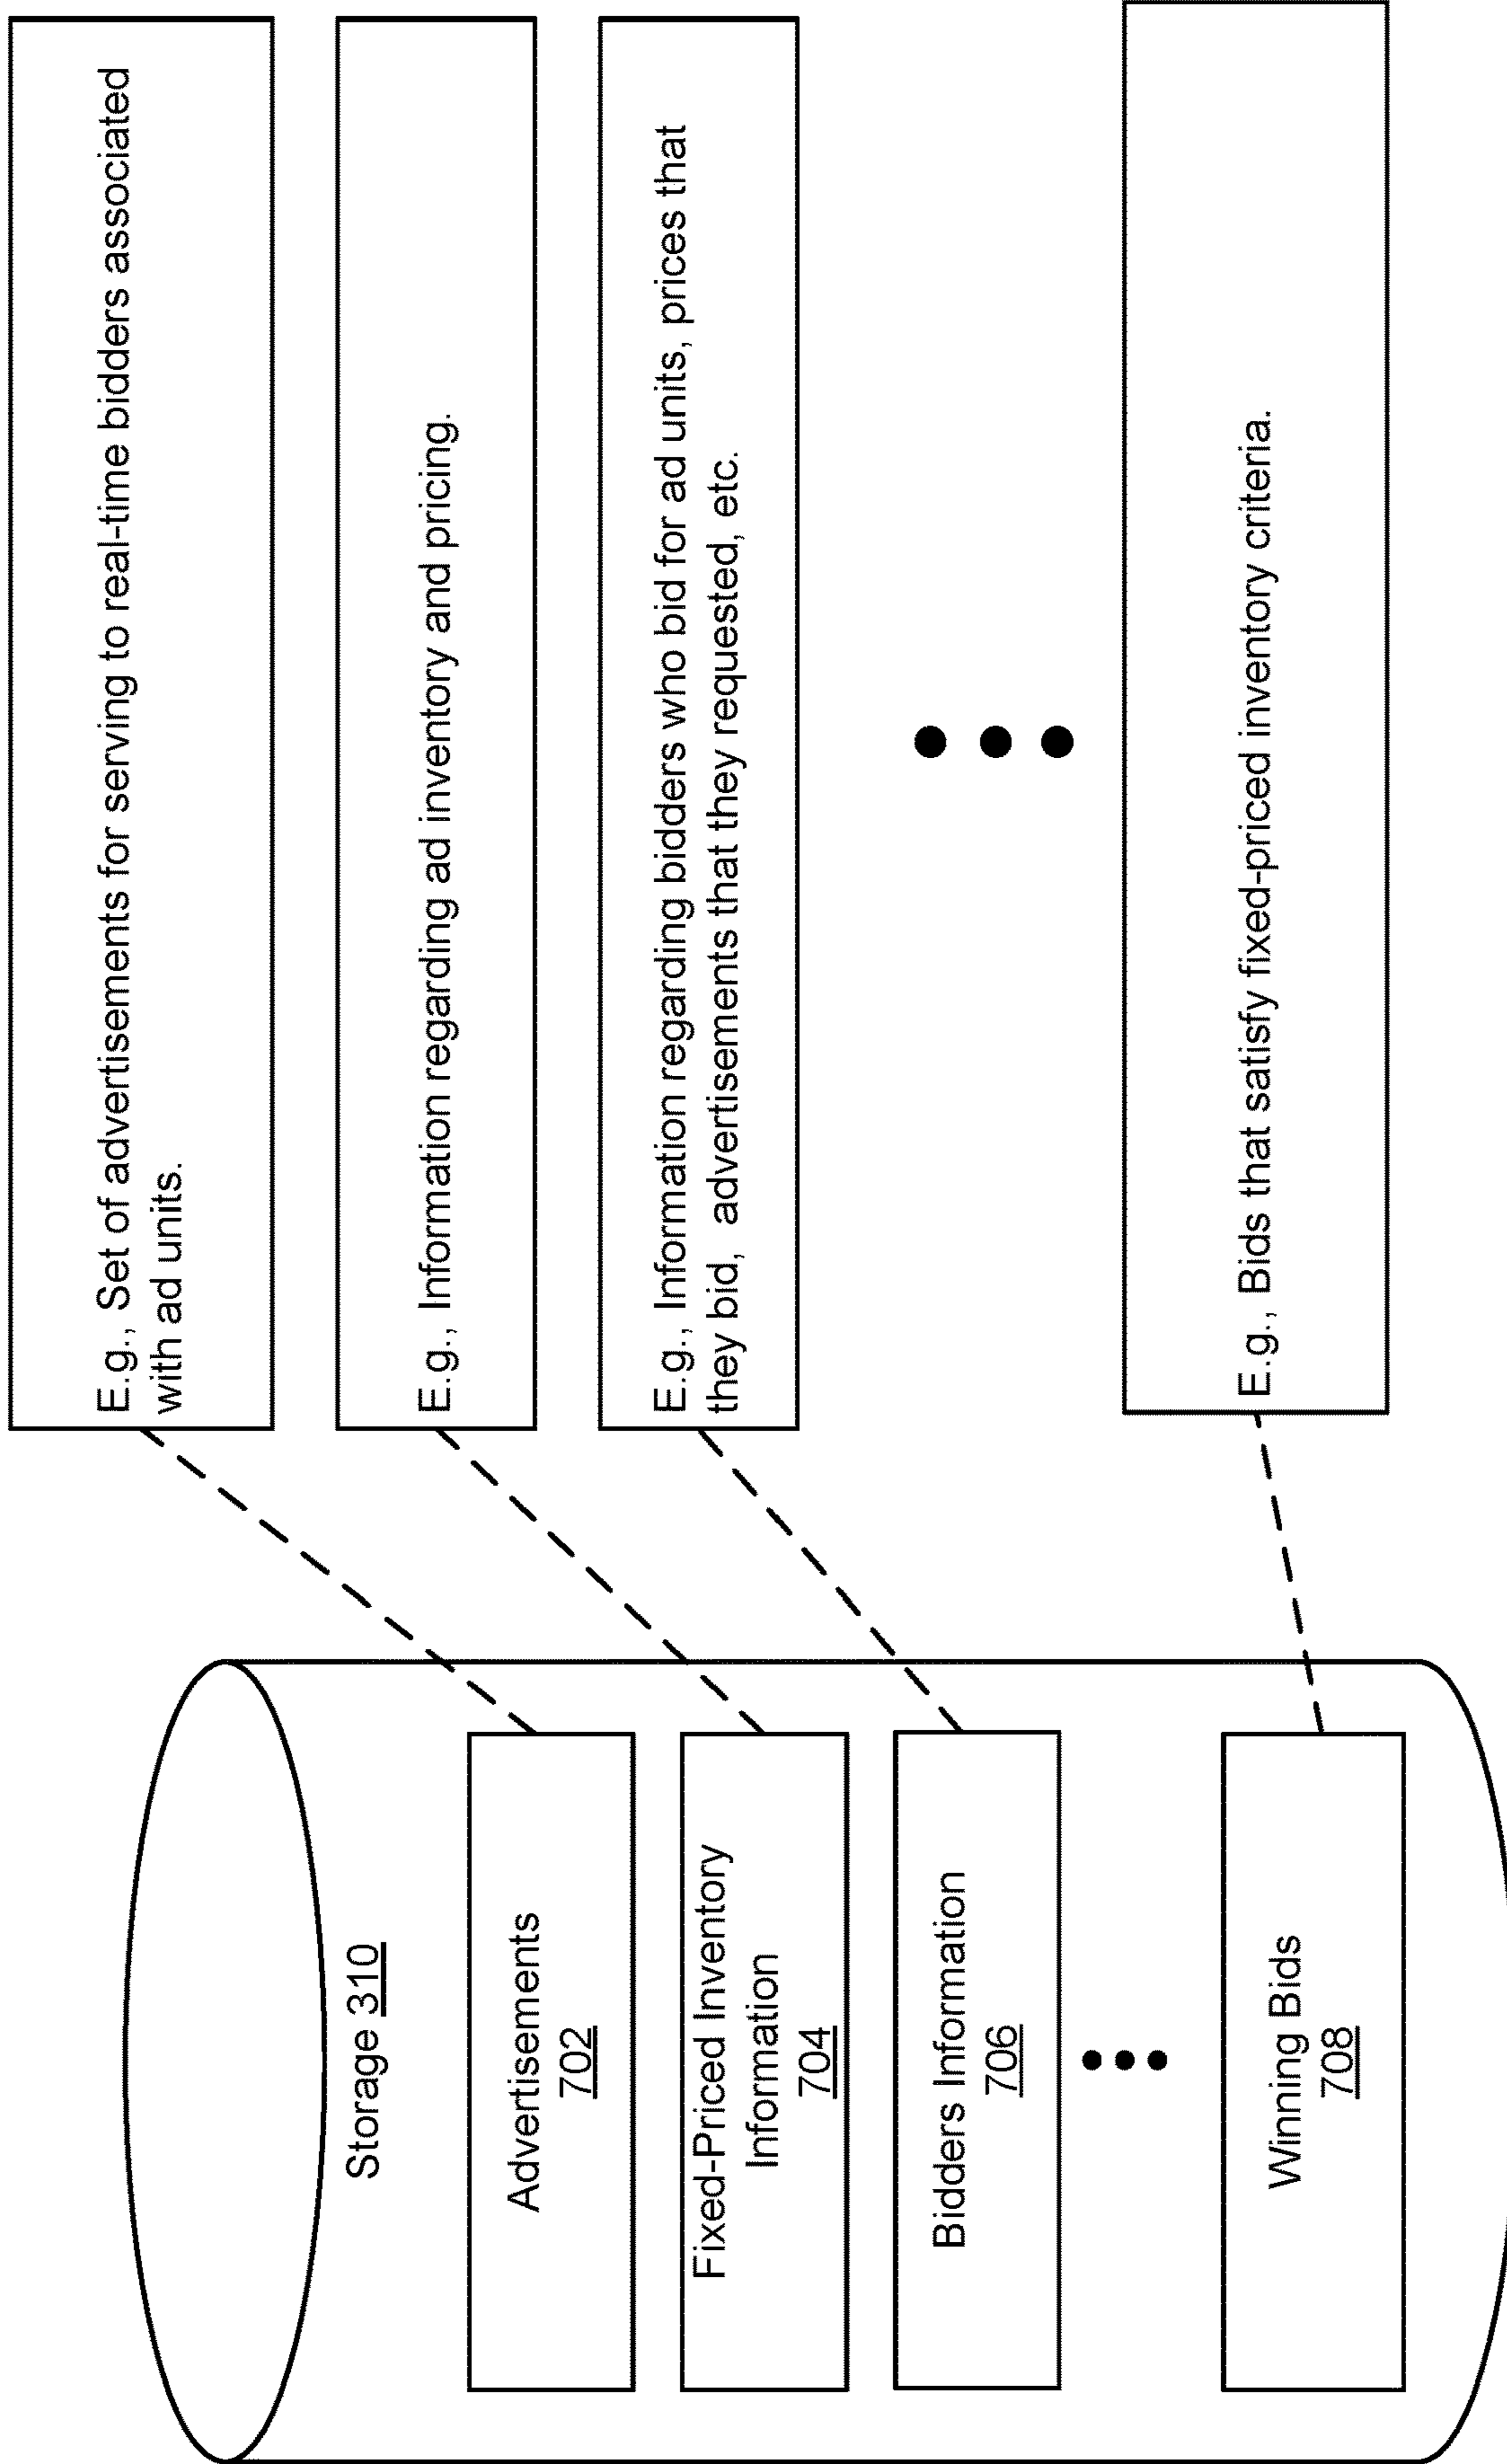 Storage 310
Advertisements
702
E.g., Set of advertisements for serving to real-time bidders associated
with ad units.
Fixed-Priced Inventory
Information
704
E.g., Information regarding ad inventory and pricing.
Bidders Information
706
E.g., Information regarding bidders who bid for ad units, prices that
they bid, advertisements that they requested, etc.
Winning Bids
708
E.g., Bids that satisfy fixed-priced inventory criteria.